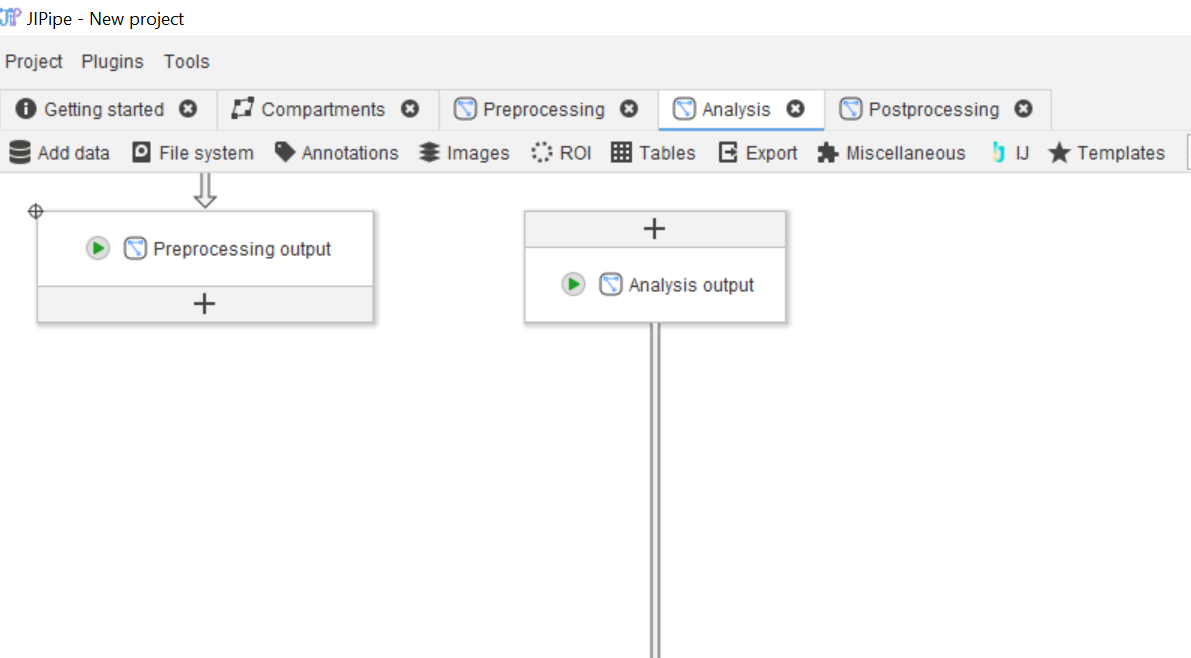 JIPipe - New project
Project Plugins Tools
Getting started Compartments Preprocessing Analysis Postprocessing
Add data File system Annotations Images ROI Tables Export Miscellaneous IJ Templates
Preprocessing output
Analysis output